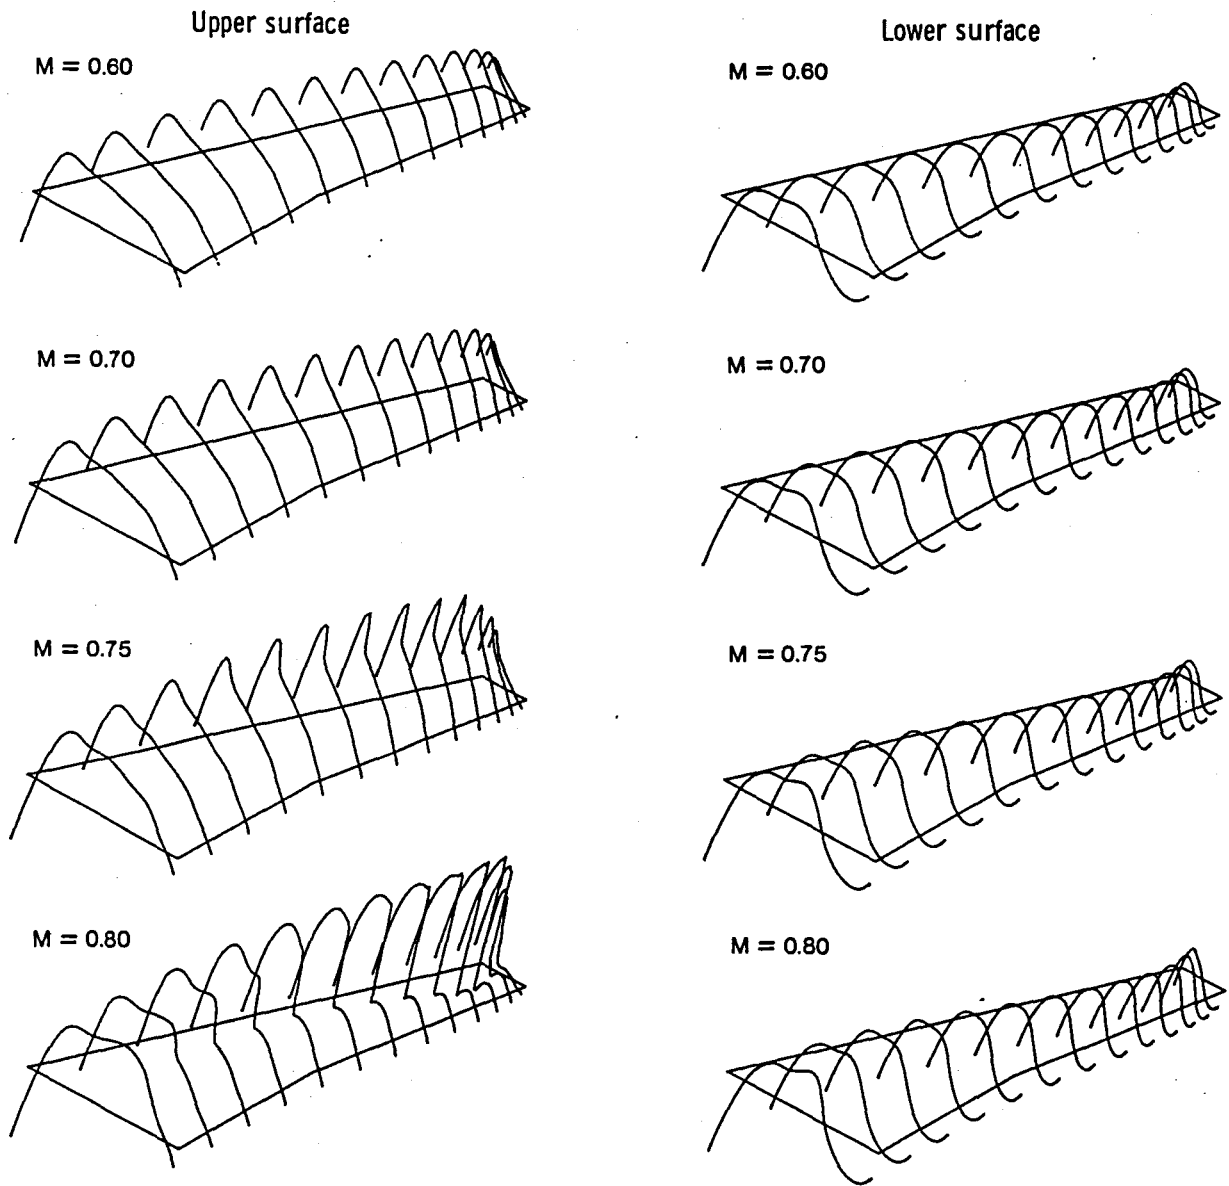 Upper surface
M = 0.60
M = 0.70
M = 0.75
M = 0.80
Lower surface
M = 0.60
M = 0.70
M = 0.75
M = 0.80